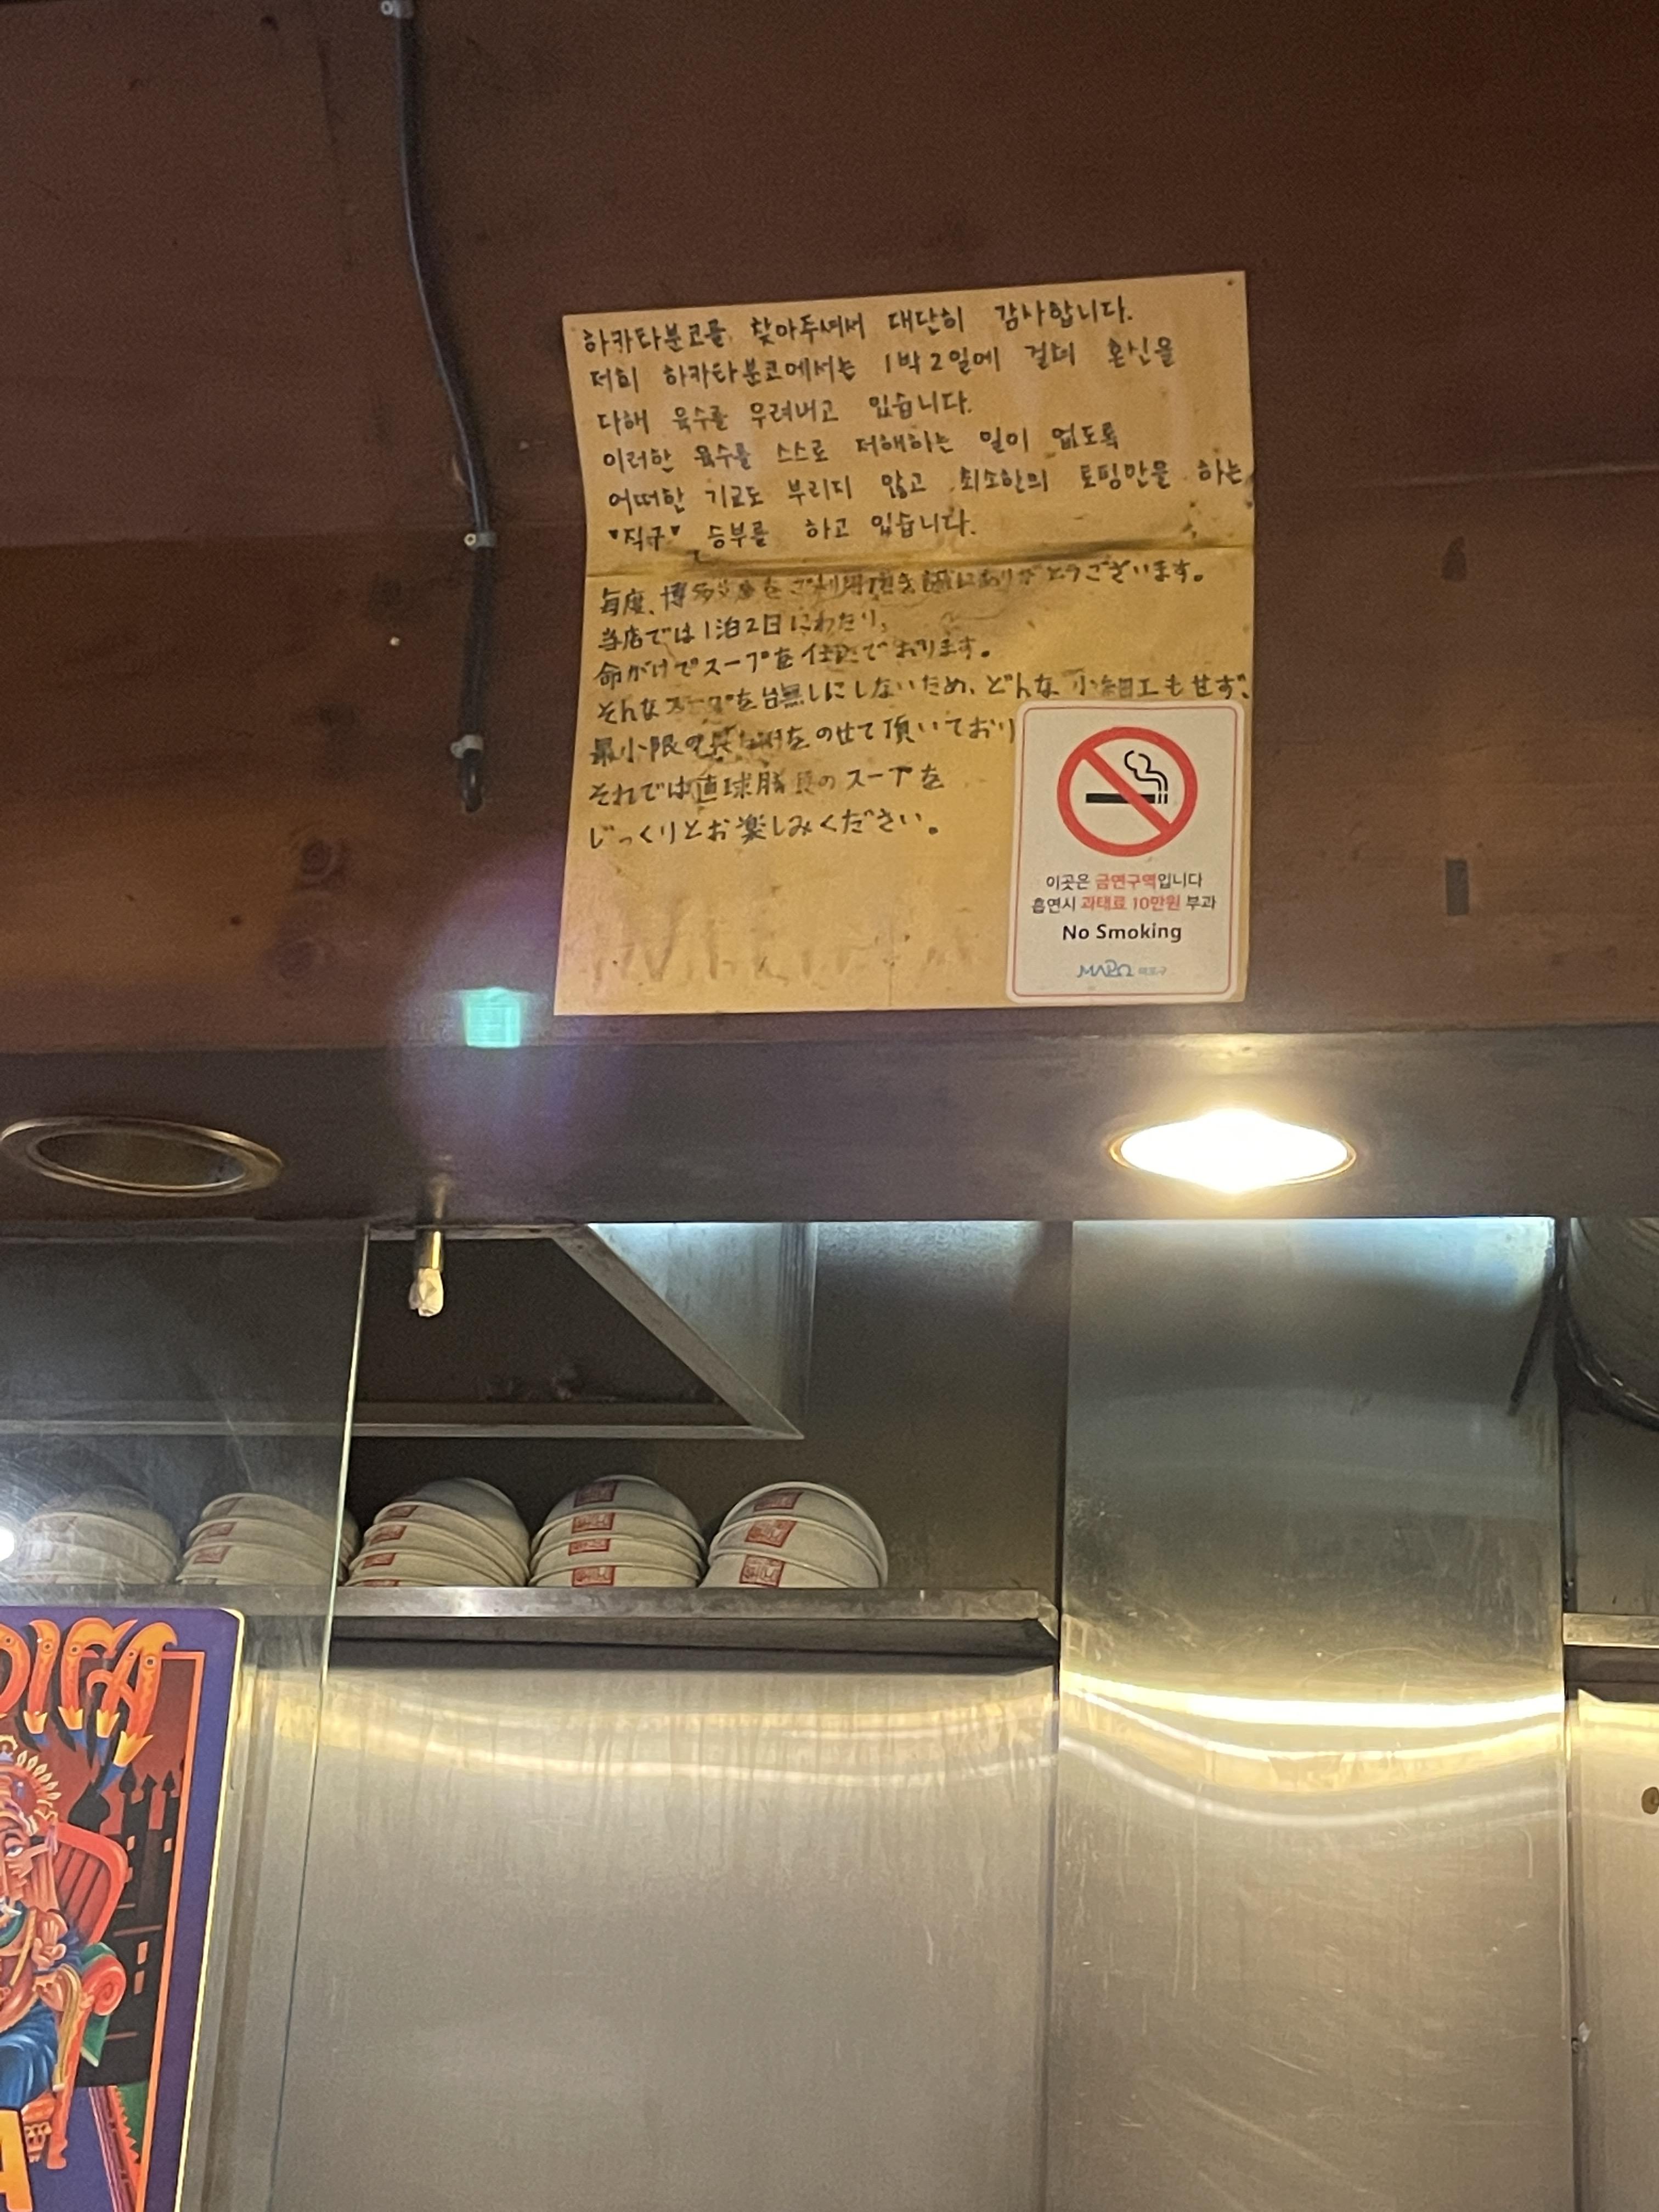 하카타분코를 찾아주셔서 대단히 감사합니다.
저희 하카타분코에서는 1박2일에 걸쳐 혼신을
다해 육수를 우려내고 있습니다.
이러한 육수를 스스로 저해하는 일이 없도록
어떠한 기교도 부리지 않고 최소한의 토핑만을 하는
"직구" 승부를 하고 있습니다.
毎度、博多文庫をご利用頂き誠にありがとうございます。
当店では1泊2日にわたり、
命がけでスープを仕込んでおります。
そんなスープを台無しにしないため、どんな小細工もせず、
最小限の をのせて頂いており
それでは直球勝負のスープを
じっくりとお楽しみください。
이곳은 금연구역입니다
흡연시 과태료 10만원 부과
No Smoking
MAPO 마포구